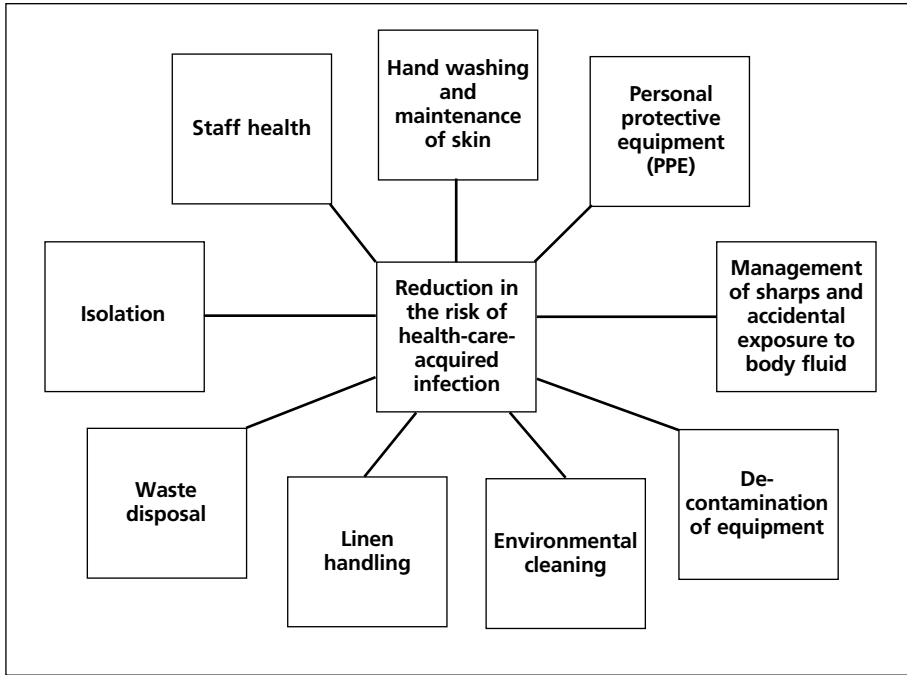 Hand washing
and
maintenance
of skin
Personal
protective
equipment
(PPE)
Staff health
Management
of sharps and
accidental
exposure to
body fluid
Reduction in
the risk of
health-care-
acquired
infection
Isolation
De-
contamination
of equipment
Waste
disposal
Linen
handling
Environmental
cleaning